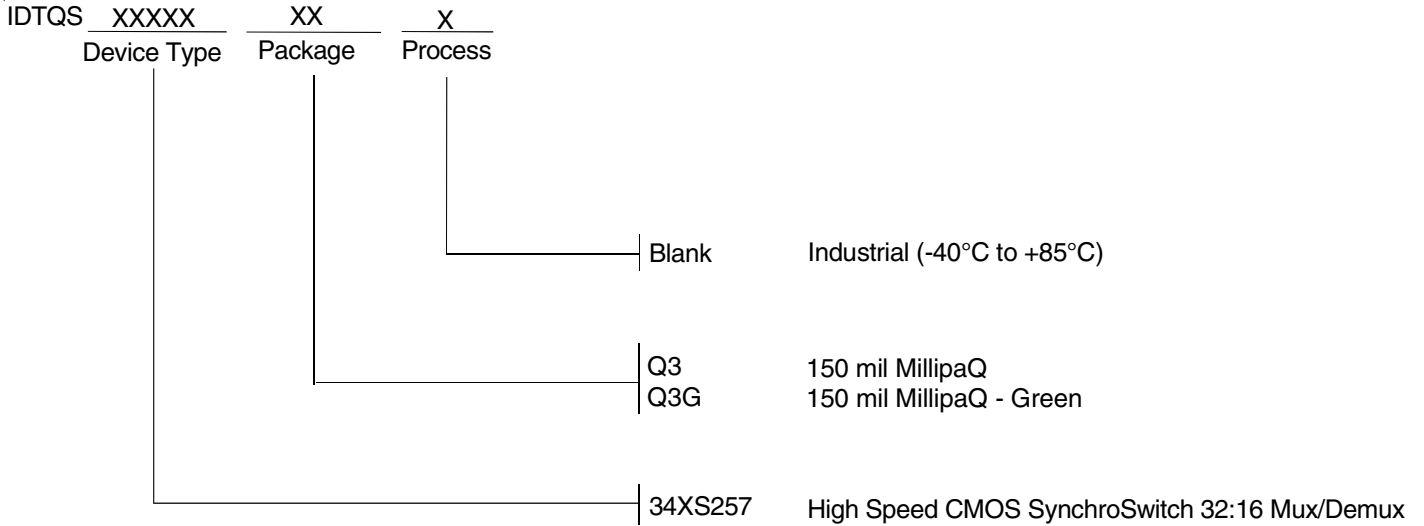 IDTQS XXXXX XX X
Device Type Package Process
Blank Industrial (-40°C to +85°C)
Q3 150 mil MillipaQ
Q3G 150 mil MillipaQ - Green
34XS257 High Speed CMOS SynchroSwitch 32:16 Mux/Demux